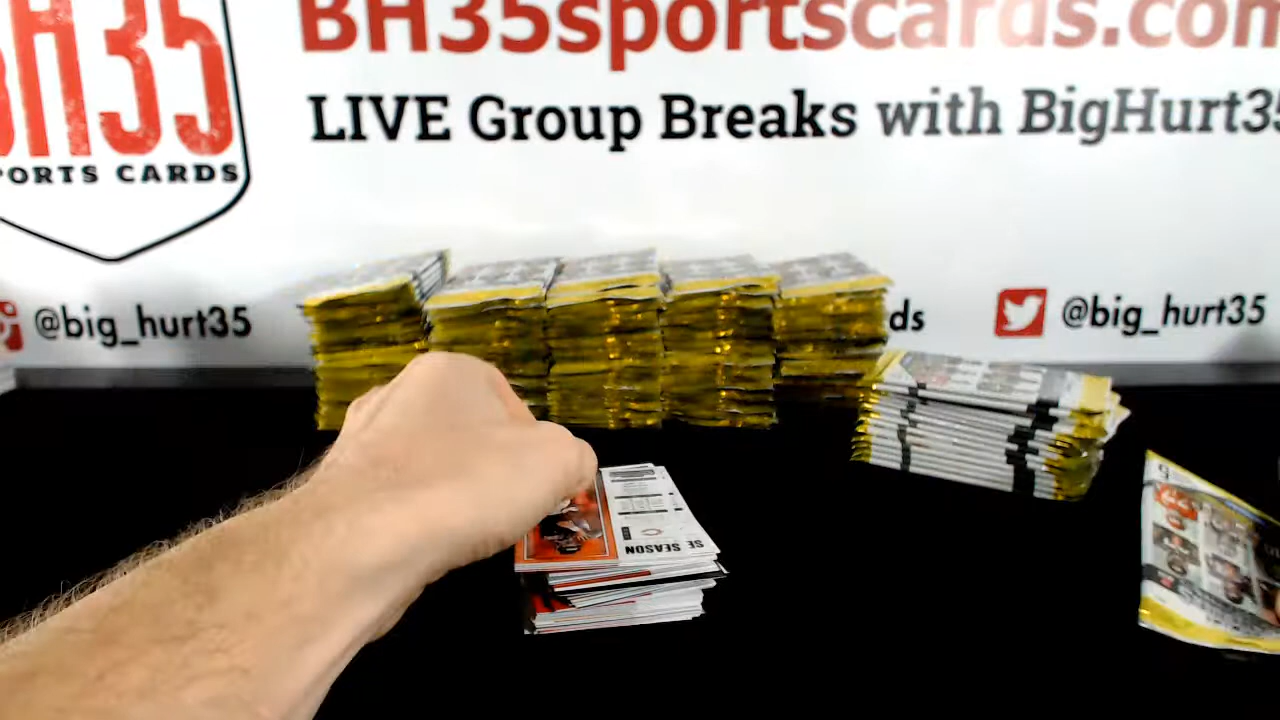 BH35
PORTS CARDS
BH35sportscards.com
LIVE Group Breaks with BigHurt35
@big_hurt35
ds
@big_hurt35
SE SEASON